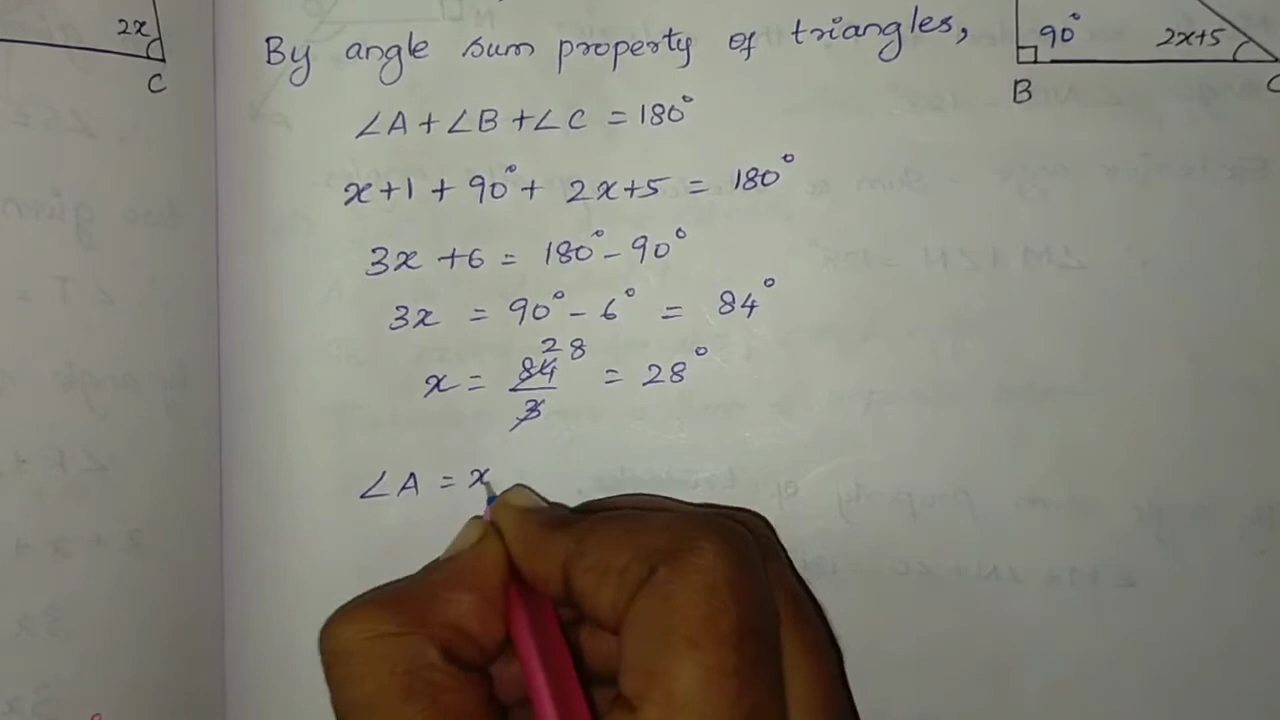 2x
C
By angle sum property of triangles,
90° 2x+5
B C
∠A + ∠B + ∠C = 180°
x+1 + 90° + 2x+5 = 180°
3x + 6 = 180° - 90°
3x = 90° - 6° = 84°
28
x = 84/3 = 28°
∠A = x